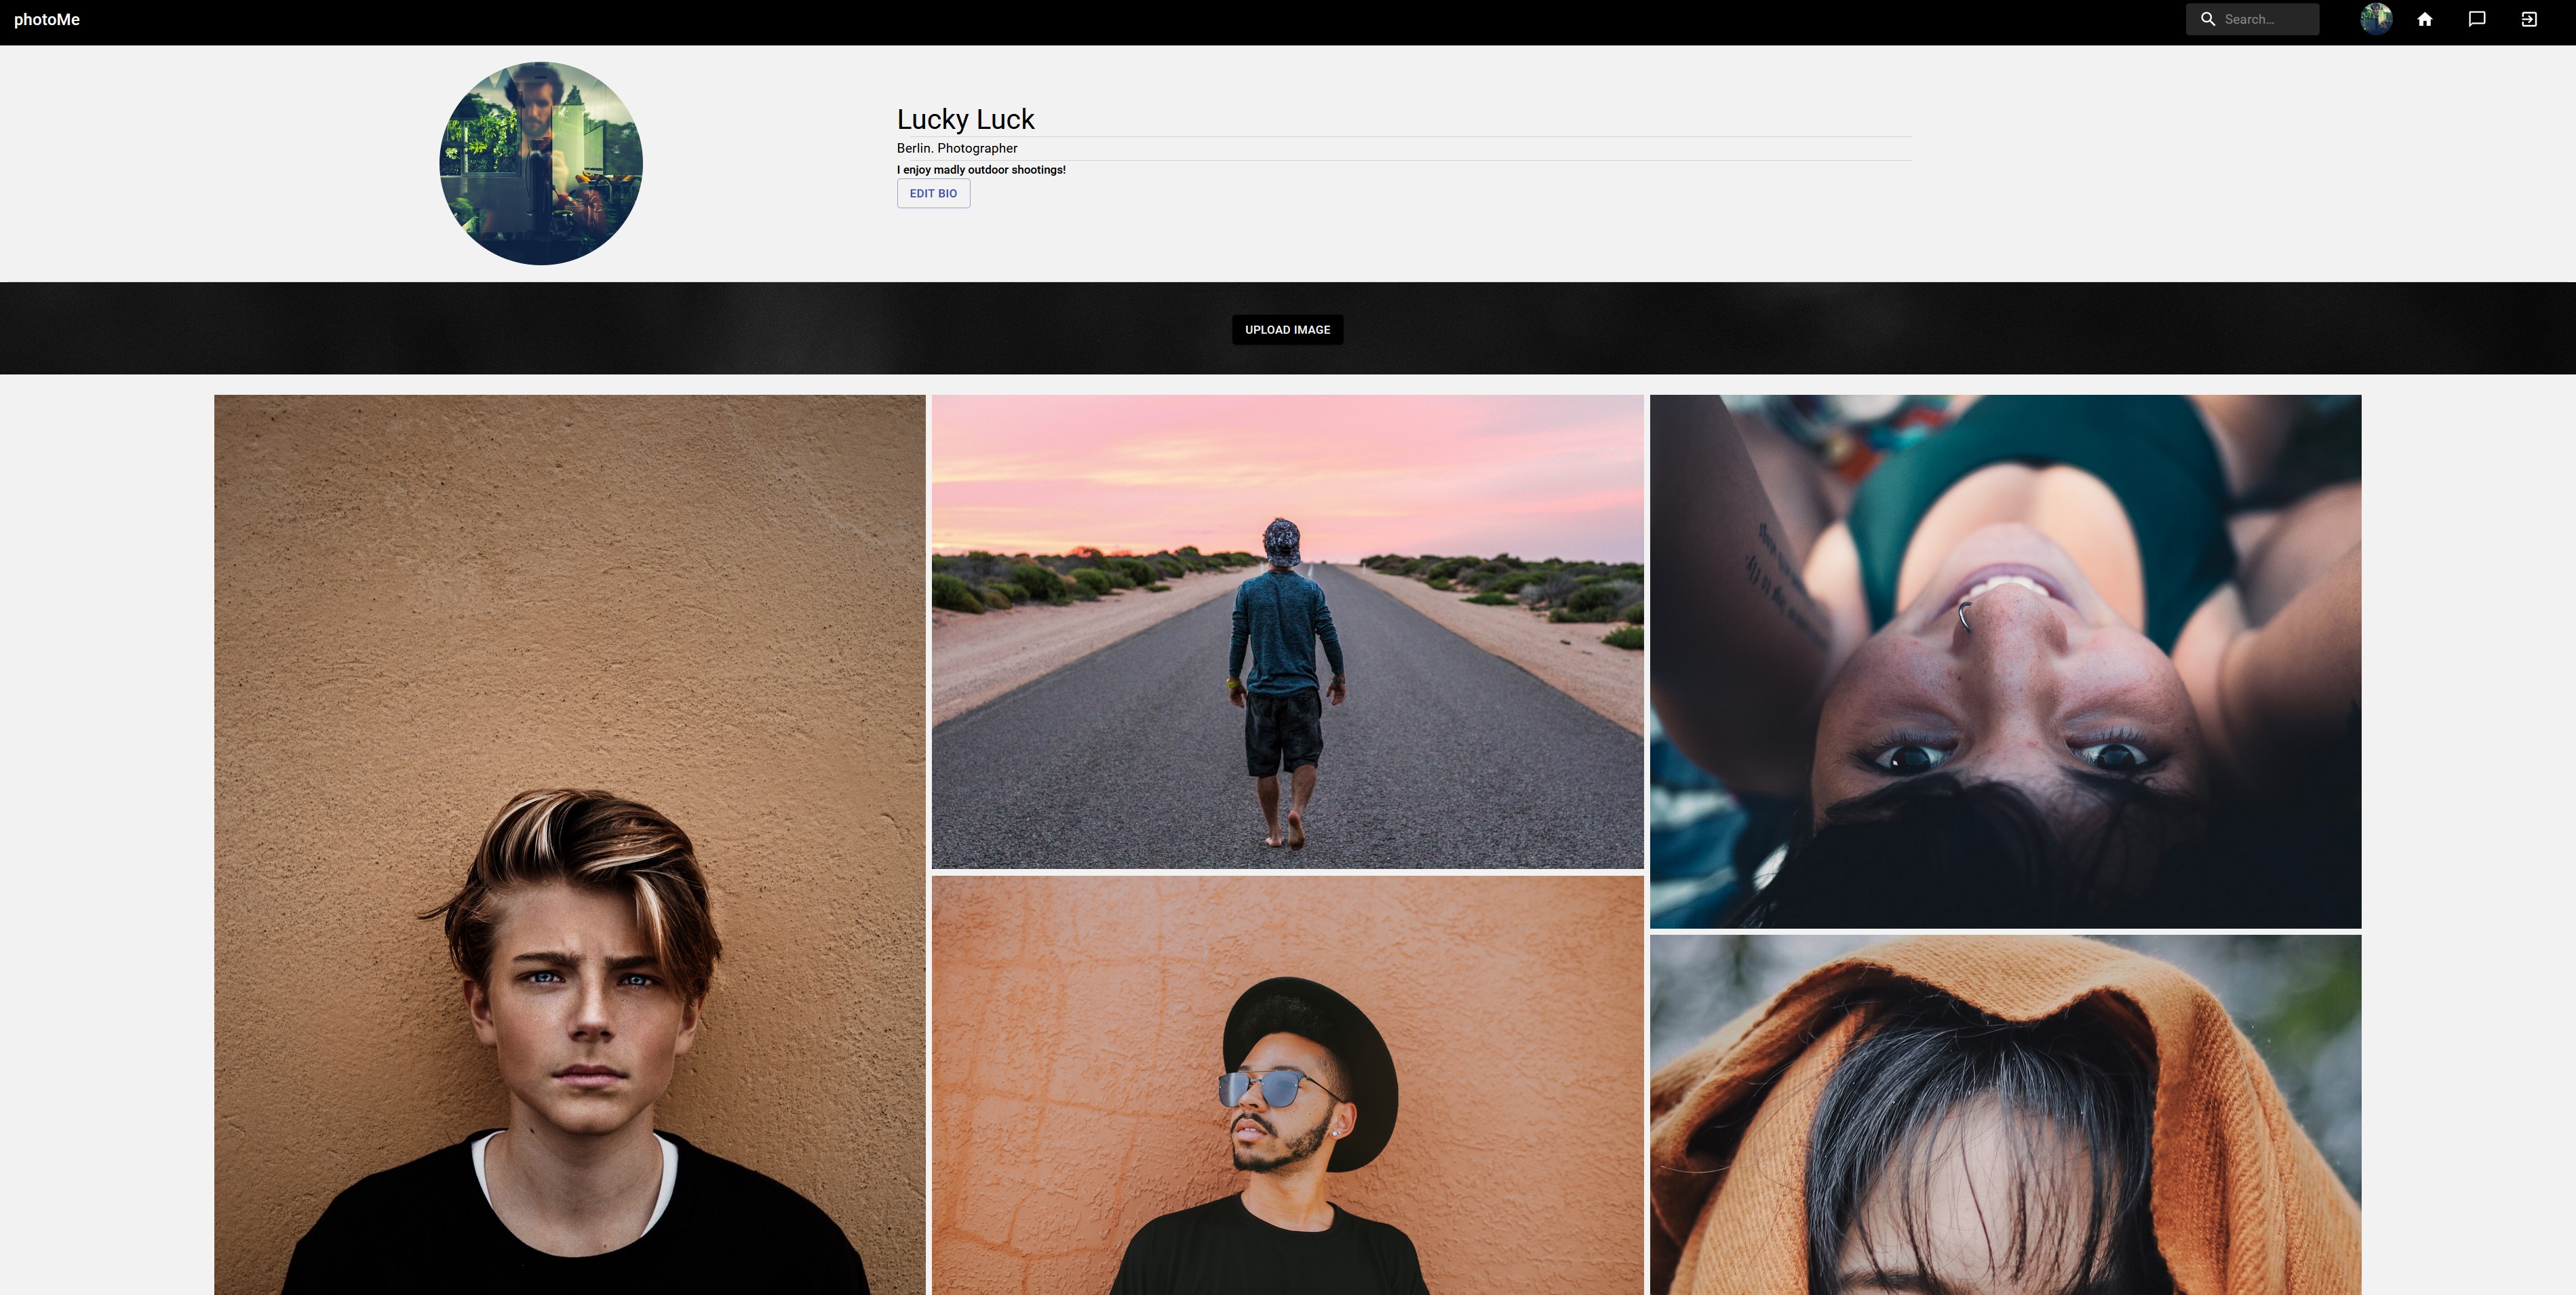 photoMe
Search...
Lucky Luck
Berlin. Photographer
I enjoy madly outdoor shootings!
EDIT BIO
UPLOAD IMAGE